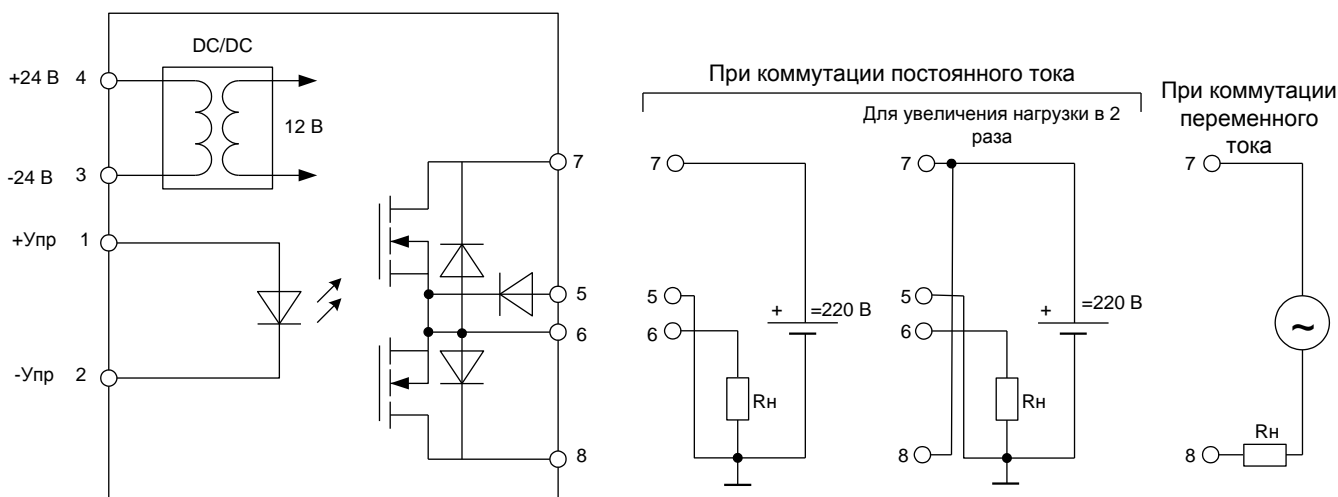 DC/DC
+24 В 4
12 В
-24 В 3
+Упр 1
-Упр 2
7
5
6
8
При коммутации постоянного тока
7
5
6
+
=220 В
Rн
Для увеличения нагрузки в 2
раза
7
5
6
8
+
=220 В
Rн
При коммутации
переменного
тока
7
~
Rн
8